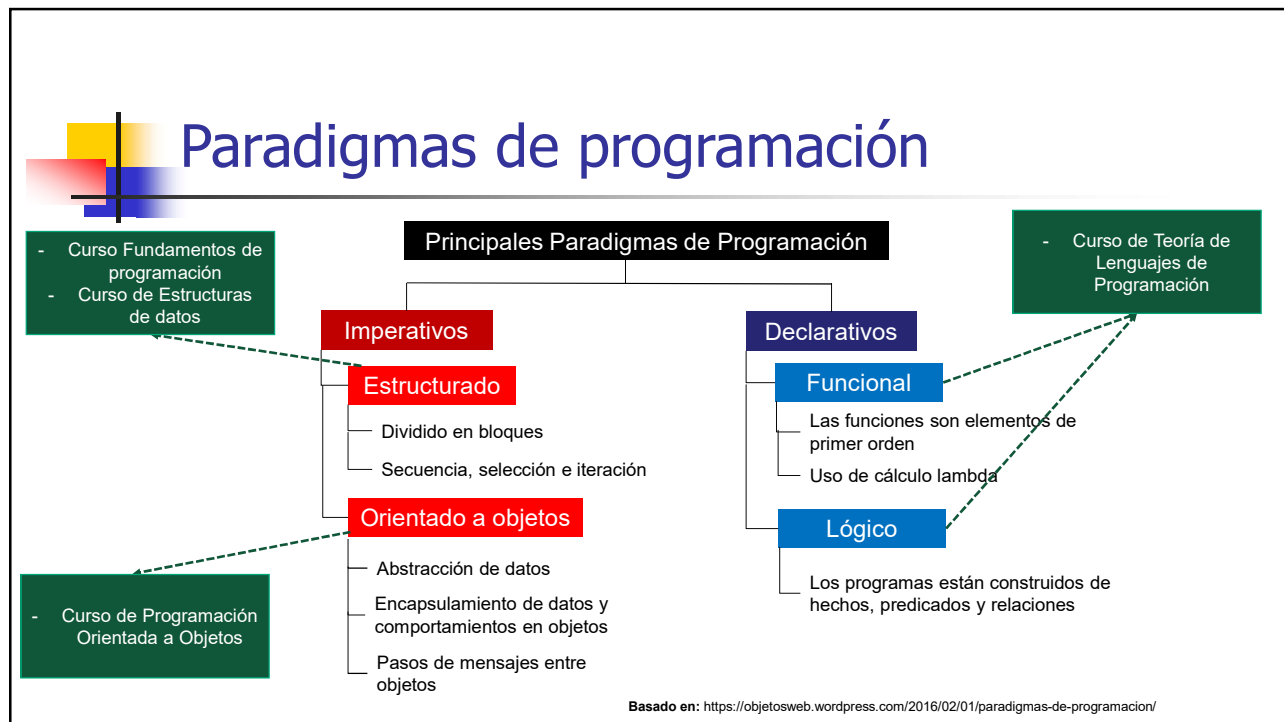 Paradigmas de programación
Principales Paradigmas de Programación
- Curso Fundamentos de
programación
- Curso de Estructuras
de datos
- Curso de Teoría de
Lenguajes de
Programación
Imperativos
Estructurado
Dividido en bloques
Secuencia, selección e iteración
Orientado a objetos
Abstracción de datos
Encapsulamiento de datos y
comportamientos en objetos
Pasos de mensajes entre
objetos
- Curso de Programación
Orientada a Objetos
Declarativos
Funcional
Las funciones son elementos de
primer orden
Uso de cálculo lambda
Lógico
Los programas están construidos de
hechos, predicados y relaciones
Basado en: https://objetosweb.wordpress.com/2016/02/01/paradigmas-de-programacion/